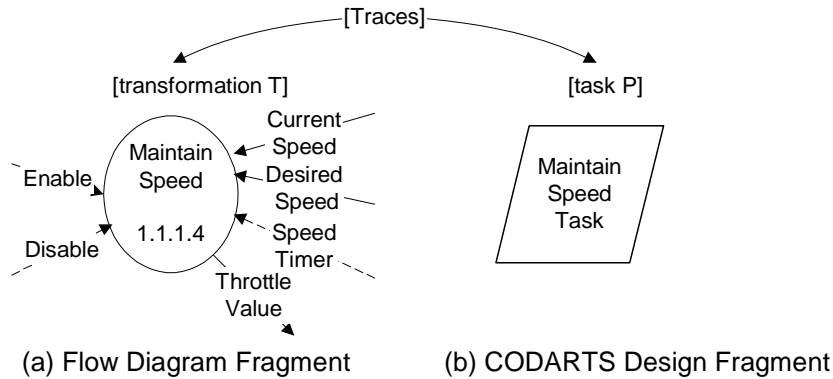 [Traces]
[transformation T]
[task P]
Maintain
Speed
1.1.1.4
Enable
Disable
Current
Speed
Desired
Speed
Speed
Timer
Throttle
Value
Maintain
Speed
Task
(a) Flow Diagram Fragment
(b) CODARTS Design Fragment